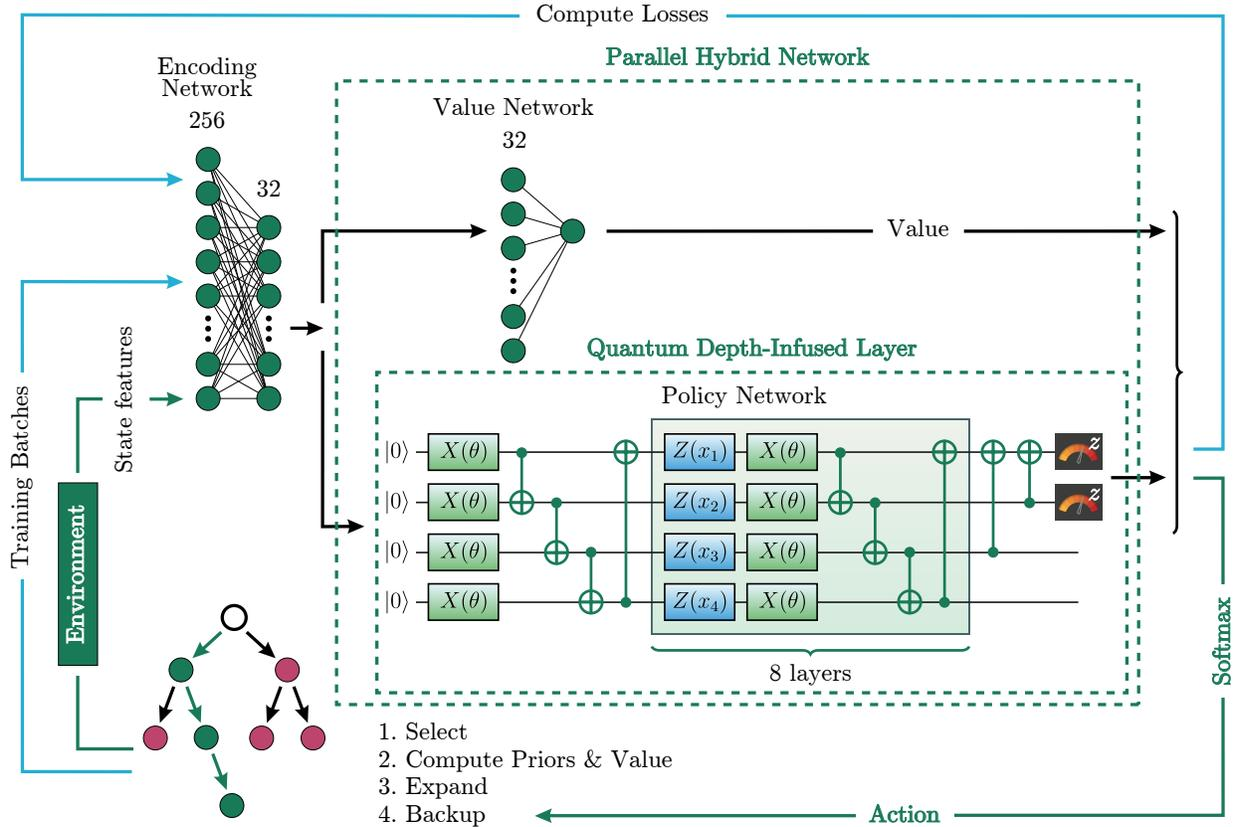 Compute Losses
Parallel Hybrid Network
Encoding
Network
256
32
Value Network
32
Value
Quantum Depth-Infused Layer
Policy Network
|0⟩ X(θ) Z(x₁) X(θ) z
|0⟩ X(θ) Z(x₂) X(θ) z
|0⟩ X(θ) Z(x₃) X(θ)
|0⟩ X(θ) Z(x₄) X(θ)
8 layers
State features
Training Batches
Environment
Softmax
1. Select
2. Compute Priors & Value
3. Expand
4. Backup
Action